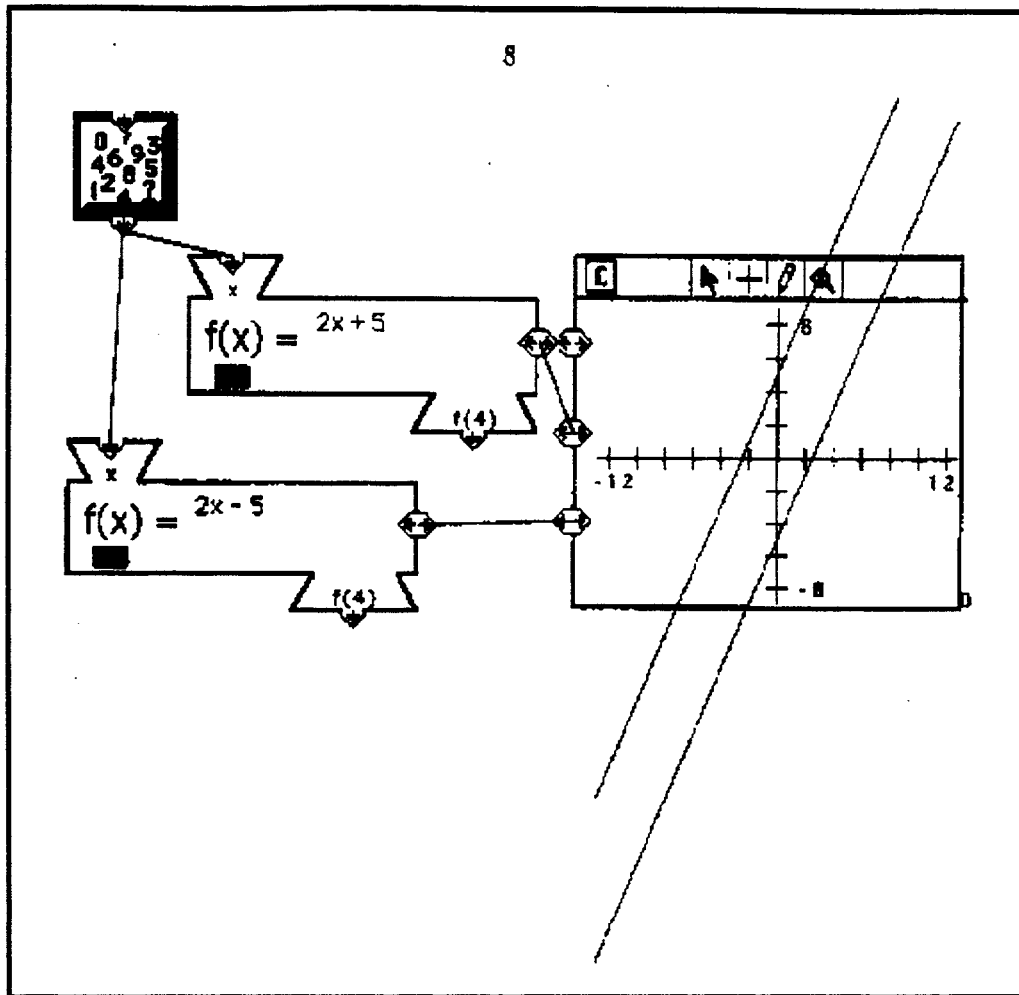 8
0 9 3
4 6 5
1 2 8 7
x
2x + 5
f(x) =
f(4)
x
2x - 5
f(x) =
f(4)
C
8
-12
12
-8